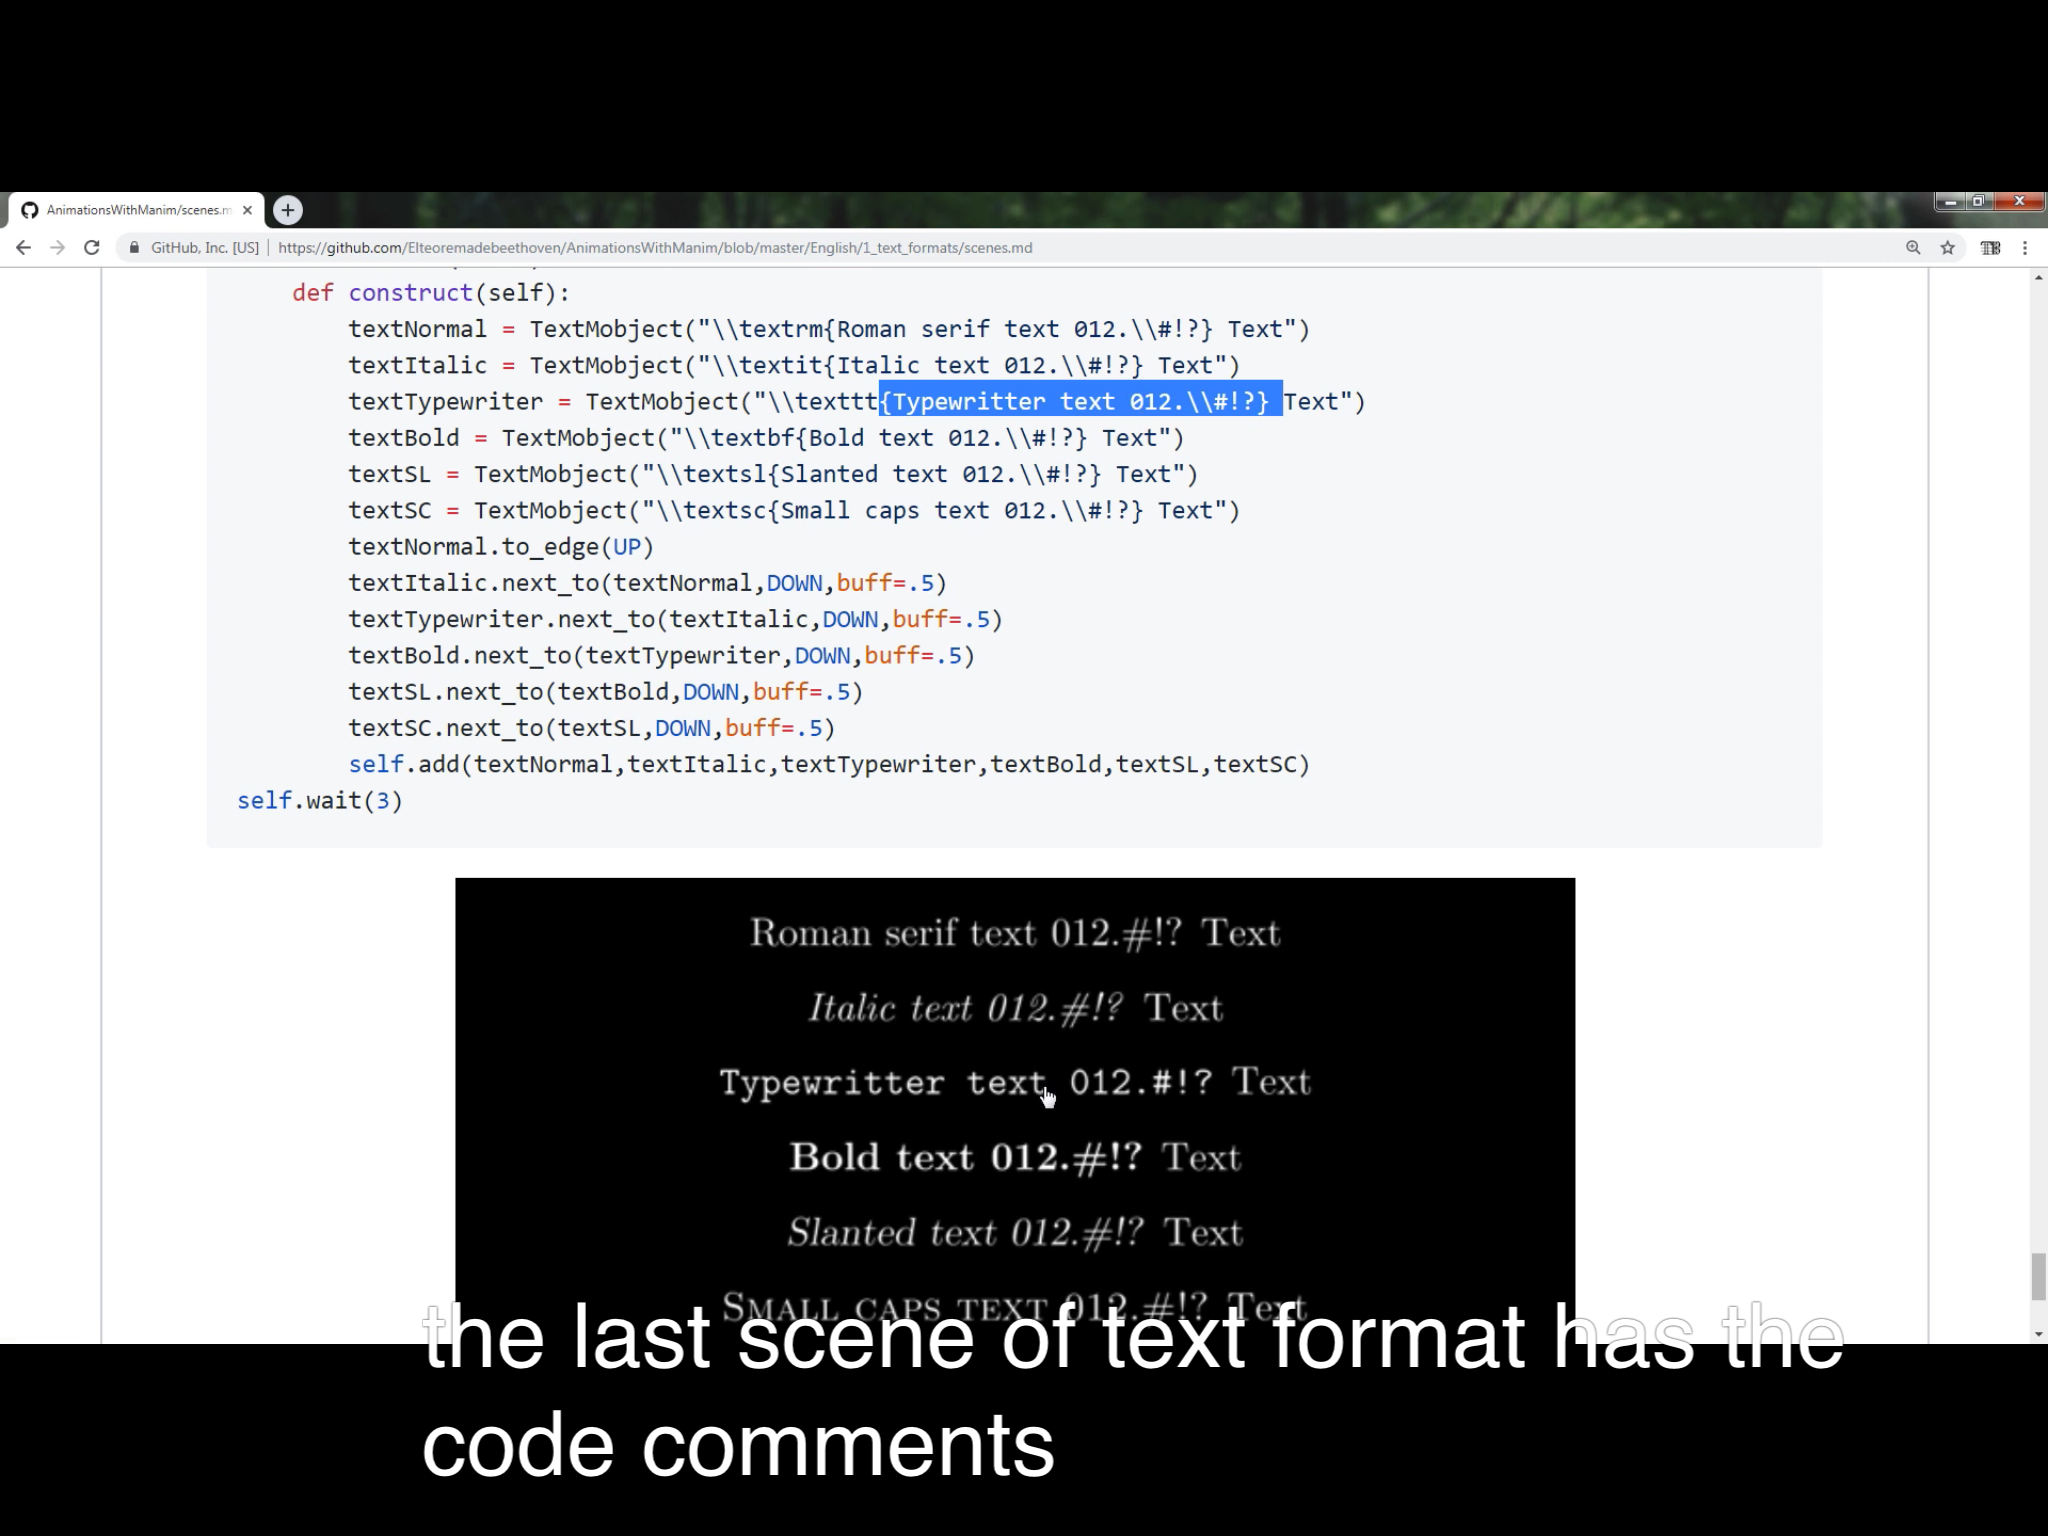 AnimationsWithManim/scenes.m
GitHub, Inc. [US] | https://github.com/Elteoremadebeethoven/AnimationsWithManim/blob/master/English/1_text_formats/scenes.md
def construct(self):
textNormal = TextMobject("\\textrm{Roman serif text 012.\\#!?} Text")
textItalic = TextMobject("\\textit{Italic text 012.\\#!?} Text")
textTypewriter = TextMobject("\\texttt{Typewritter text 012.\\#!?} Text")
textBold = TextMobject("\\textbf{Bold text 012.\\#!?} Text")
textSL = TextMobject("\\textsl{Slanted text 012.\\#!?} Text")
textSC = TextMobject("\\textsc{Small caps text 012.\\#!?} Text")
textNormal.to_edge(UP)
textItalic.next_to(textNormal,DOWN,buff=.5)
textTypewriter.next_to(textItalic,DOWN,buff=.5)
textBold.next_to(textTypewriter,DOWN,buff=.5)
textSL.next_to(textBold,DOWN,buff=.5)
textSC.next_to(textSL,DOWN,buff=.5)
self.add(textNormal,textItalic,textTypewriter,textBold,textSL,textSC)
self.wait(3)
Roman serif text 012.#!? Text
Italic text 012.#!? Text
Typewritter text 012.#!? Text
Bold text 012.#!? Text
Slanted text 012.#!? Text
Small caps text 012.#!? Text
the last scene of text format has the
code comments